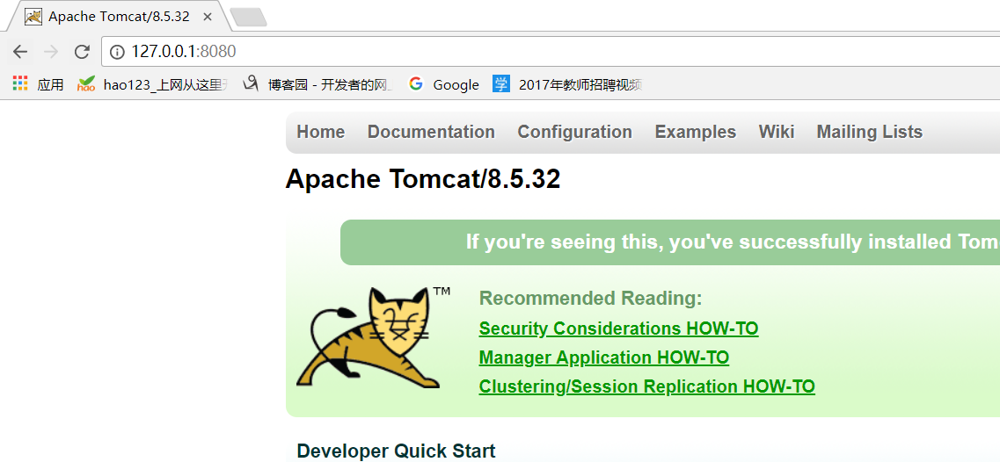 Apache Tomcat/8.5.32
127.0.0.1:8080
应用 hao123_上网从这里 博客园 - 开发者的网_ Google 学 2017年教师招聘视频
Home Documentation Configuration Examples Wiki Mailing Lists
Apache Tomcat/8.5.32
If you're seeing this, you've successfully installed
TM
Recommended Reading:
Security Considerations HOW-TO
Manager Application HOW-TO
Clustering/Session Replication HOW-TO
Developer Quick Start